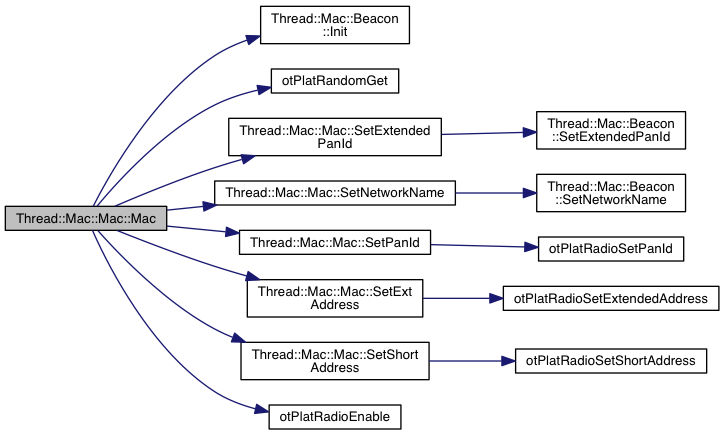 Thread::Mac::Beacon
::Init
otPlatRandomGet
Thread::Mac::Mac::SetExtended
PanId
Thread::Mac::Beacon
::SetExtendedPanId
Thread::Mac::Mac::SetNetworkName
Thread::Mac::Beacon
::SetNetworkName
Thread::Mac::Mac::Mac
Thread::Mac::Mac::SetPanId
otPlatRadioSetPanId
Thread::Mac::Mac::SetExt
Address
otPlatRadioSetExtendedAddress
Thread::Mac::Mac::SetShort
Address
otPlatRadioSetShortAddress
otPlatRadioEnable